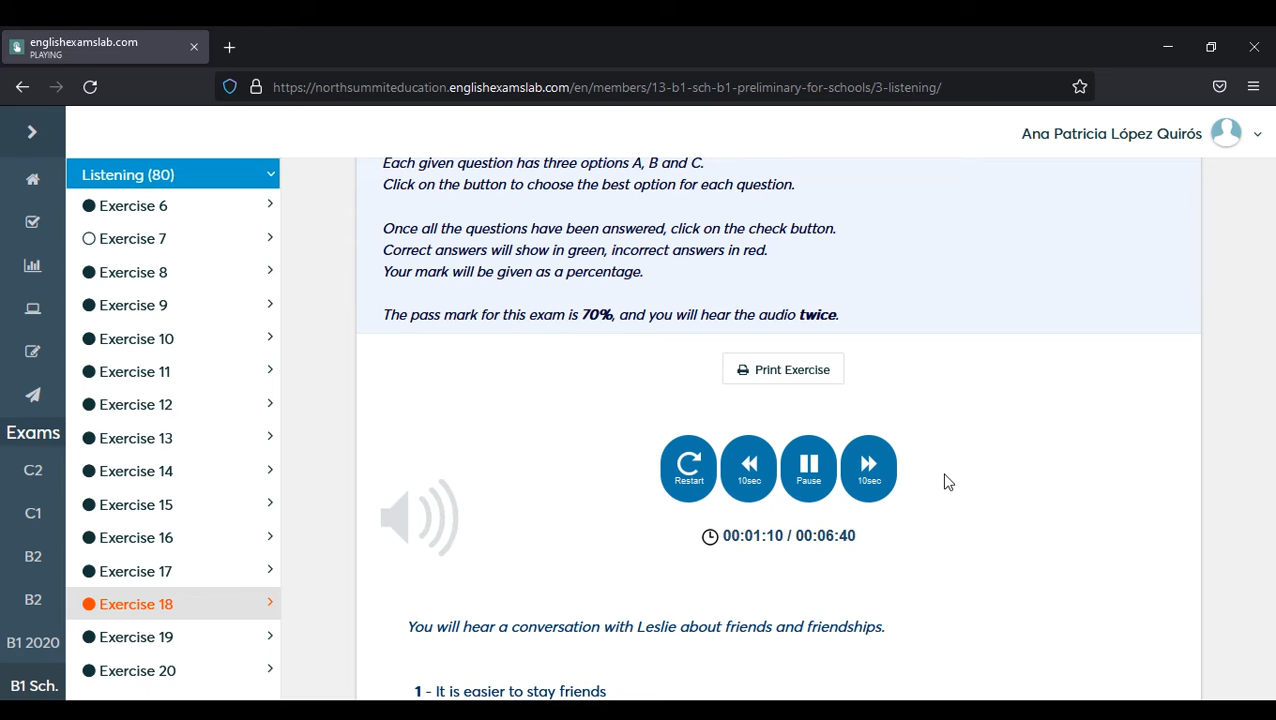 englishexamslab.com
PLAYING
https://northsummiteducation.englishexamslab.com/en/members/13-b1-sch-b1-preliminary-for-schools/3-listening/
Ana Patricia López Quirós
Listening (80)
Exercise 6
Exercise 7
Exercise 8
Exercise 9
Exercise 10
Exercise 11
Exercise 12
Exercise 13
Exercise 14
Exercise 15
Exercise 16
Exercise 17
Exercise 18
Exercise 19
Exercise 20
Exams
C2
C1
B2
B2
B1 2020
B1 Sch.
Each given question has three options A, B and C.
Click on the button to choose the best option for each question.
Once all the questions have been answered, click on the check button.
Correct answers will show in green, incorrect answers in red.
Your mark will be given as a percentage.
The pass mark for this exam is 70%, and you will hear the audio twice.
Print Exercise
Restart
10sec
Pause
10sec
00:01:10 / 00:06:40
You will hear a conversation with Leslie about friends and friendships.
1 - It is easier to stay friends